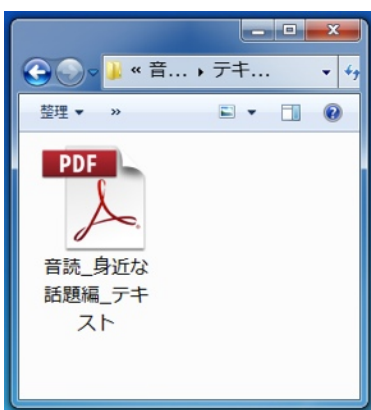 « 音... ▸ テキ...
整理 ▼ »
PDF
音読_身近な
話題編_テキ
スト